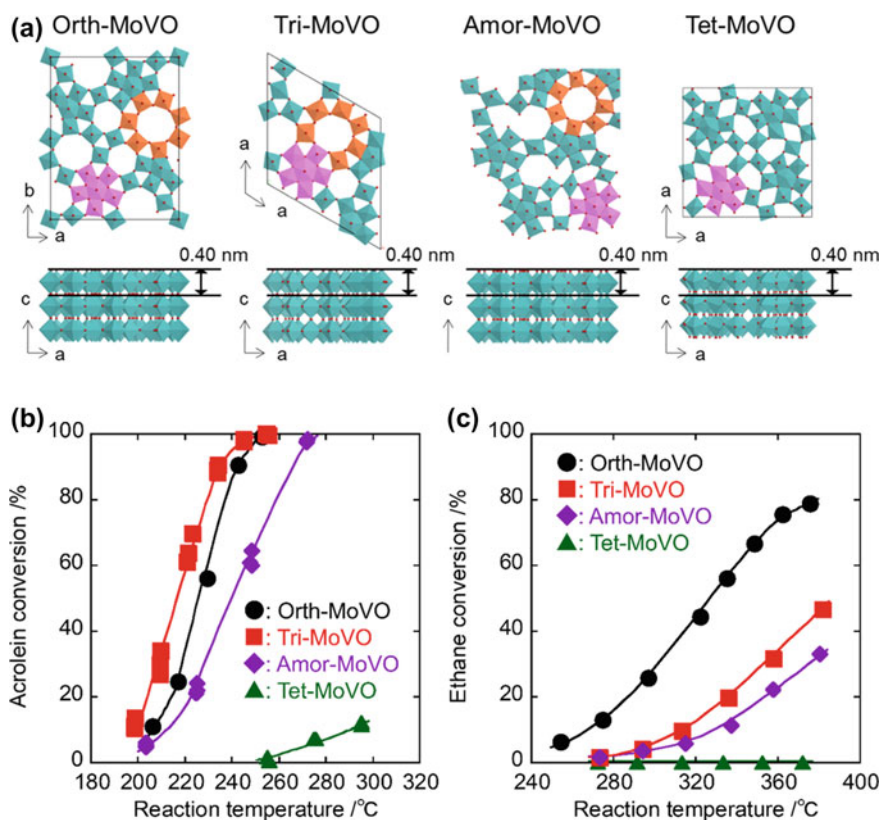 (a) Orth-MoVO Tri-MoVO Amor-MoVO Tet-MoVO
b
a
a
a
a
a
0.40 nm 0.40 nm 0.40 nm 0.40 nm
c
a
c
a
c
c
a
(b)
100
80
60
40
20
0
180 200 220 240 260 280 300 320
Acrolein conversion /%
Reaction temperature /℃
: Orth-MoVO
: Tri-MoVO
: Amor-MoVO
: Tet-MoVO
(c)
100
80
60
40
20
0
240 280 320 360 400
Ethane conversion /%
Reaction temperature /℃
: Orth-MoVO
: Tri-MoVO
: Amor-MoVO
: Tet-MoVO